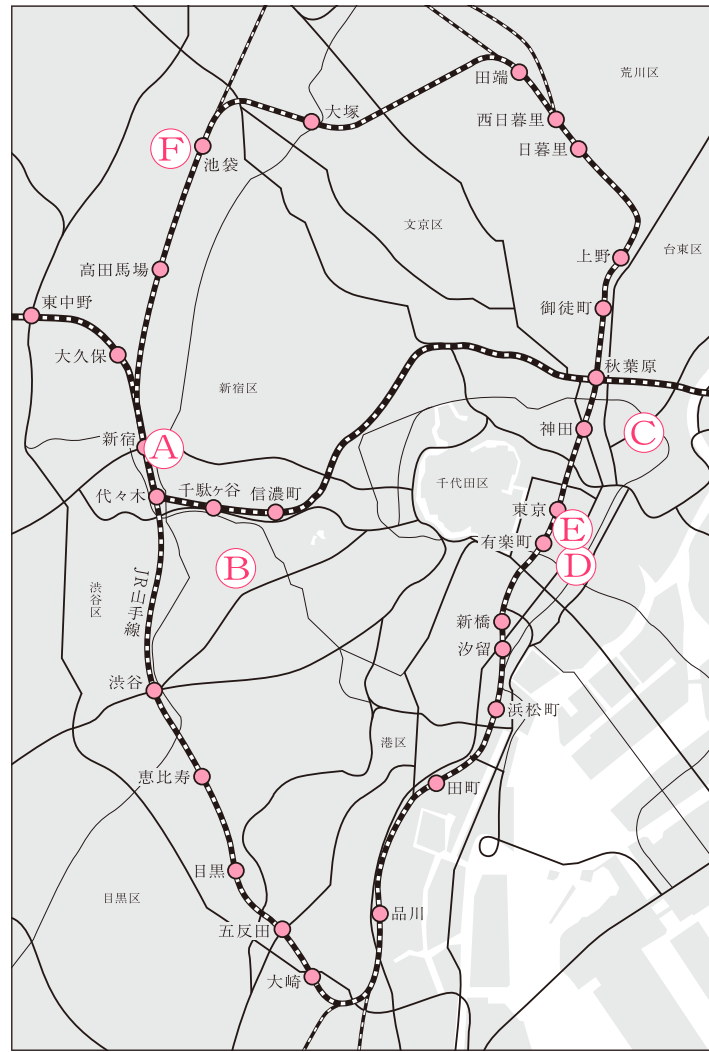 荒川区
田端
大塚
西日暮里
F
池袋
日暮里
文京区
台東区
上野
高田馬場
御徒町
東中野
大久保
秋葉原
新宿区
新宿
A
神田
C
千代田区
代々木
千駄ヶ谷
信濃町
東京
E
有楽町
B
D
渋谷区
JR山手線
新橋
汐留
渋谷
浜松町
港区
恵比寿
田町
目黒
目黒区
五反田
品川
大崎